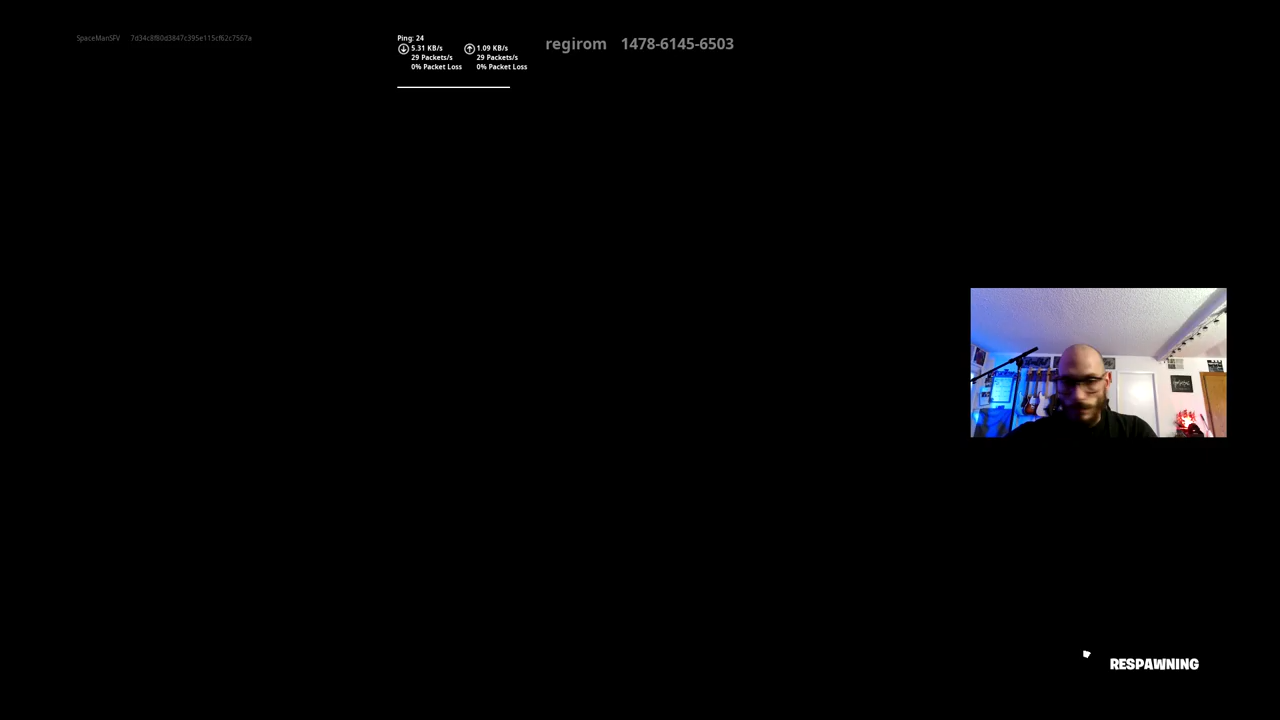 SpaceManSFV 7d34c8f80d3847c395e115cf62c7567a
Ping: 24
5.31 KB/s 1.09 KB/s
29 Packets/s 29 Packets/s
0% Packet Loss 0% Packet Loss
regirom 1478-6145-6503
RESPAWNING